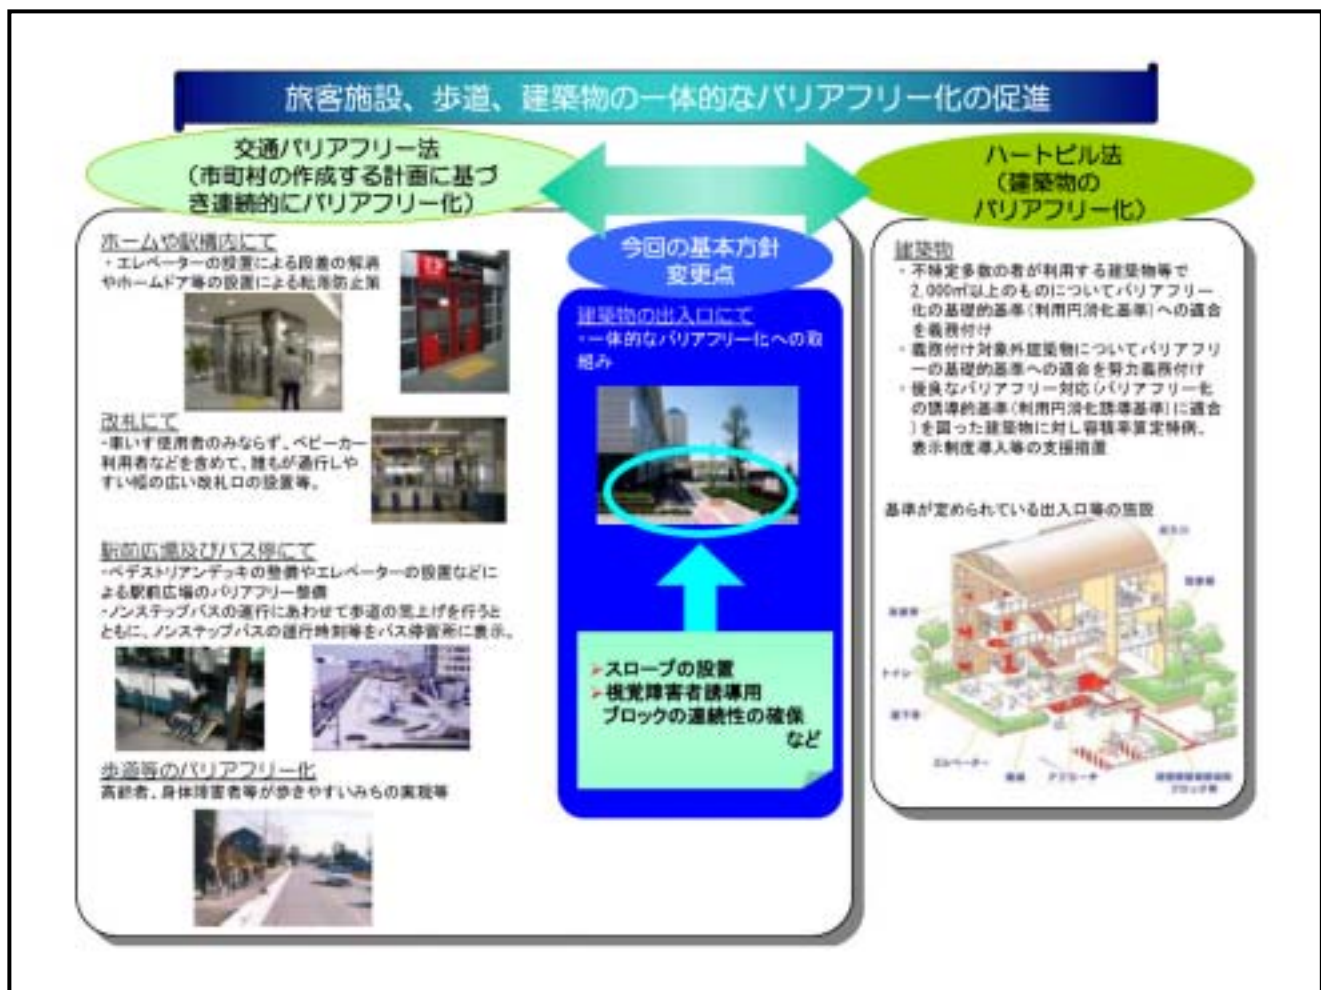 旅客施設、歩道、建築物の一体的なバリアフリー化の促進
交通バリアフリー法
（市町村の作成する計画に基づ
き連続的にバリアフリー化）
ホームや駅構内にて
・エレベーターの設置による段差の解消
やホームドア等の設置による転落防止策
改札にて
・車いす使用者のみならず、ベビーカー
利用者などを含めて、誰もが通行しや
すい幅の広い改札口の設置等。
駅前広場及びバス停にて
・ペデストリアンデッキの整備やエレベーターの設置などに
よる駅前広場のバリアフリー整備
・ノンステップバスの運行にあわせて歩道の嵩上げを行うと
ともに、ノンステップバスの運行時刻等をバス停留所に表示。
歩道等のバリアフリー化
高齢者、身体障害者等が歩きやすいみちの実現等
今回の基本方針
変更点
建築物の出入口にて
・一体的なバリアフリー化への取
組み
➢スロープの設置
➢視覚障害者誘導用
ブロックの連続性の確保
など
ハートビル法
（建築物の
バリアフリー化）
建築物
・不特定多数の者が利用する建築物等で
2,000㎡以上のものについてバリアフリー
化の基礎的基準（利用円滑化基準）への適合
を義務付け
・義務付け対象外建築物についてバリアフリ
ーの基礎的基準への適合を努力義務付け
・優良なバリアフリー対応（バリアフリー化
の誘導的基準（利用円滑化誘導基準）に適合
）を図った建築物に対し容積率算定特例、
表示制度導入等の支援措置
基準が定められている出入口等の施設
トイレ
廊下等
エレベーター
アプローチ
ブロック等